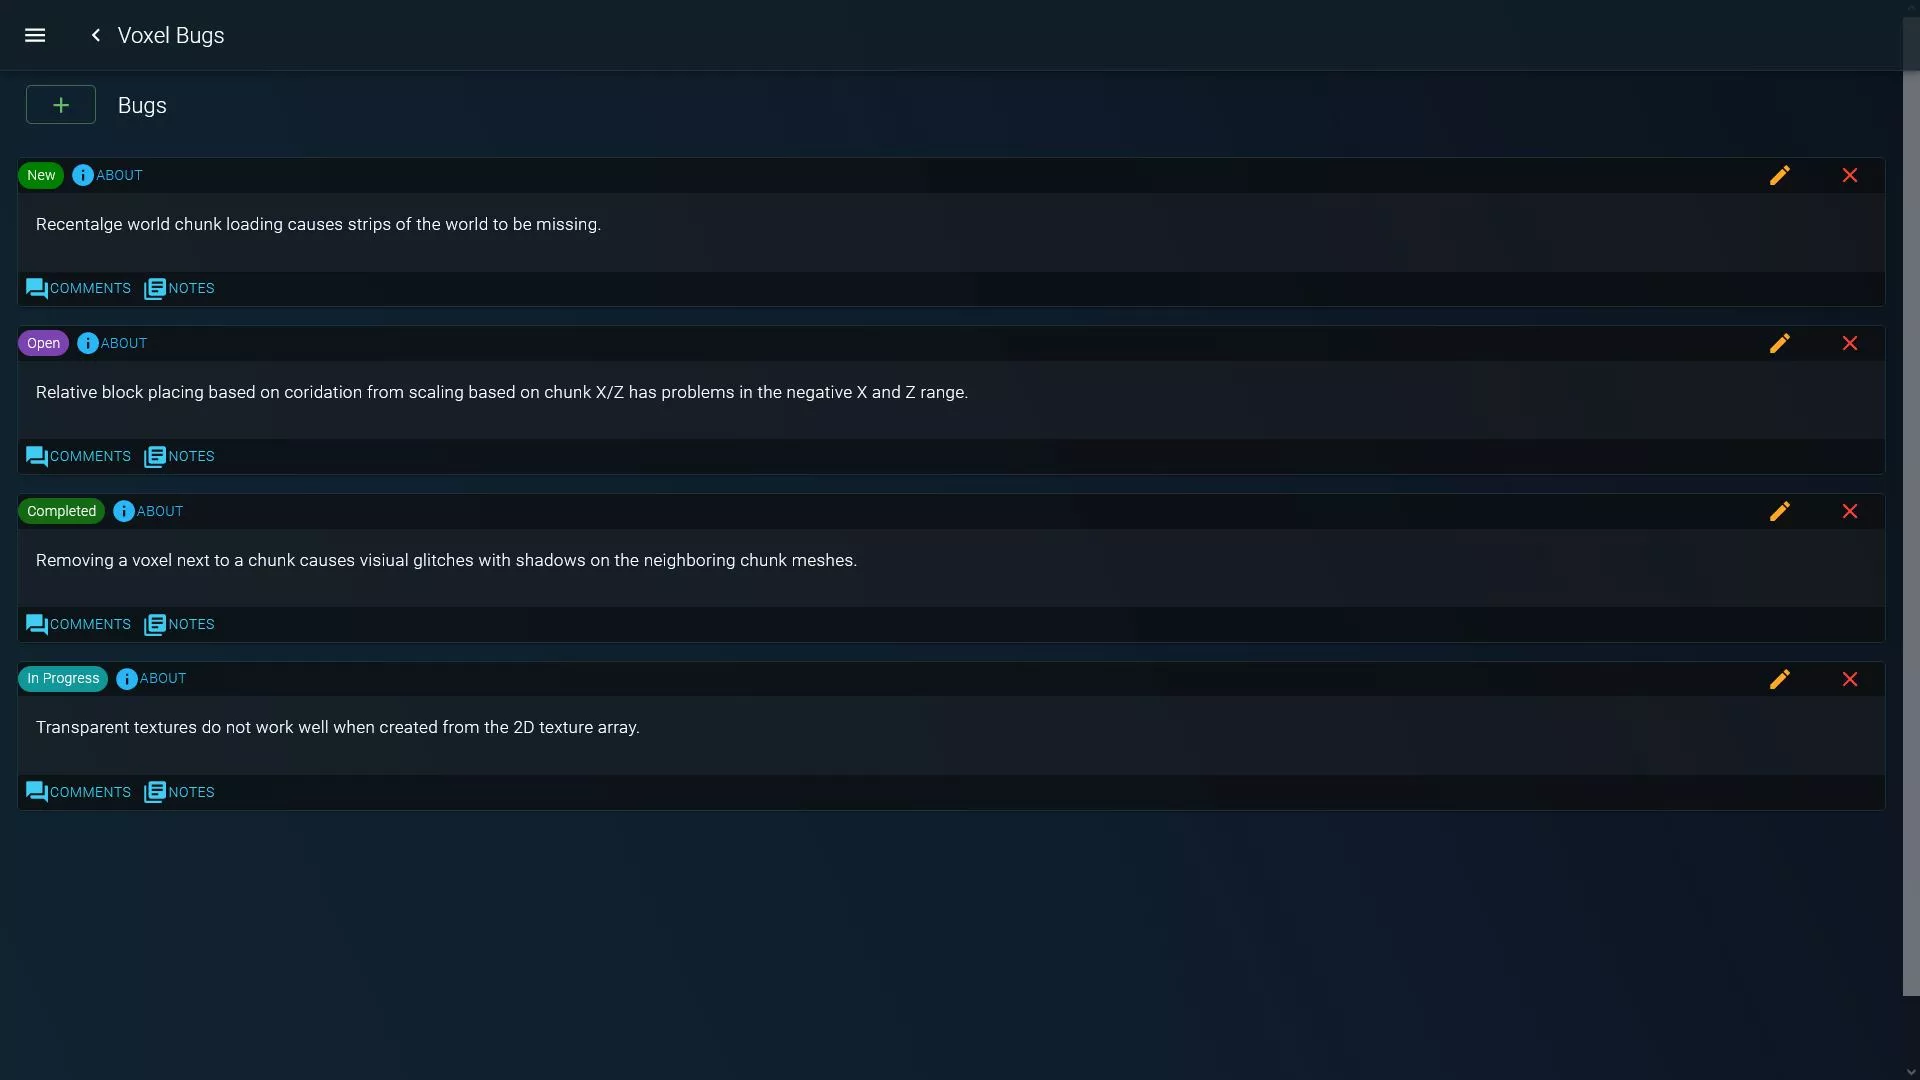 Voxel Bugs
Bugs
New ABOUT
Recentalge world chunk loading causes strips of the world to be missing.
COMMENTS NOTES
Open ABOUT
Relative block placing based on coridation from scaling based on chunk X/Z has problems in the negative X and Z range.
COMMENTS NOTES
Completed ABOUT
Removing a voxel next to a chunk causes visiual glitches with shadows on the neighboring chunk meshes.
COMMENTS NOTES
In Progress ABOUT
Transparent textures do not work well when created from the 2D texture array.
COMMENTS NOTES